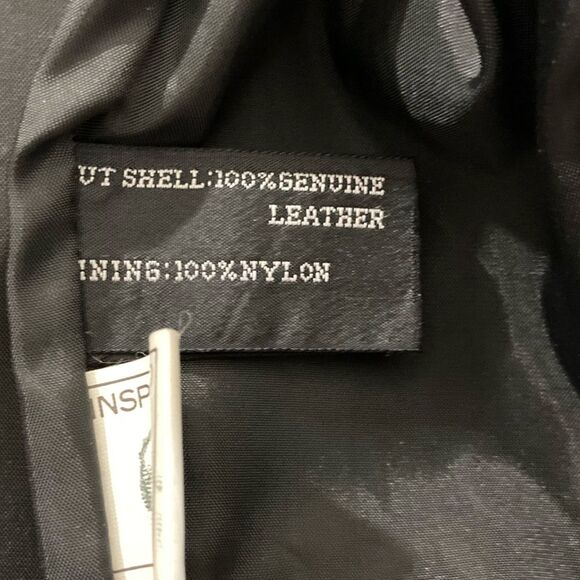 UT SHELL:100%GENUINE
LEATHER
INING:100%NYLON
INSP